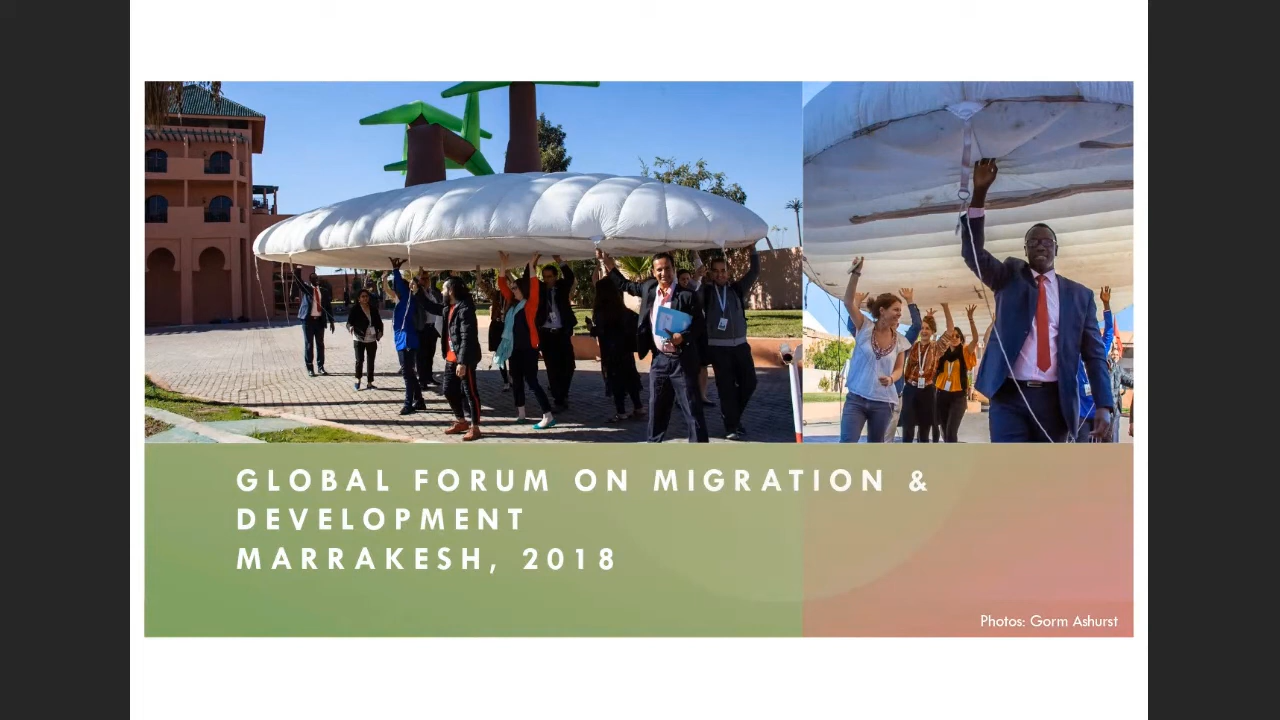 GLOBAL FORUM ON MIGRATION &
DEVELOPMENT
MARRAKESH, 2018
Photos: Gorm Ashurst